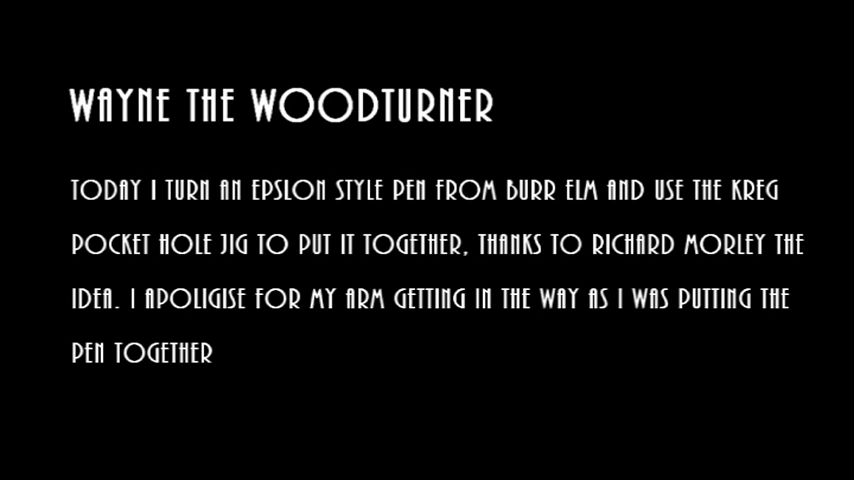 WAYNE THE WOODTURNER
TODAY I TURN AN EPSLON STYLE PEN FROM BURR ELM AND USE THE KREG
POCKET HOLE JIG TO PUT IT TOGETHER, THANKS TO RICHARD MORLEY THE
IDEA. I APOLIGISE FOR MY ARM GETTING IN THE WAY AS I WAS PUTTING THE
PEN TOGETHER